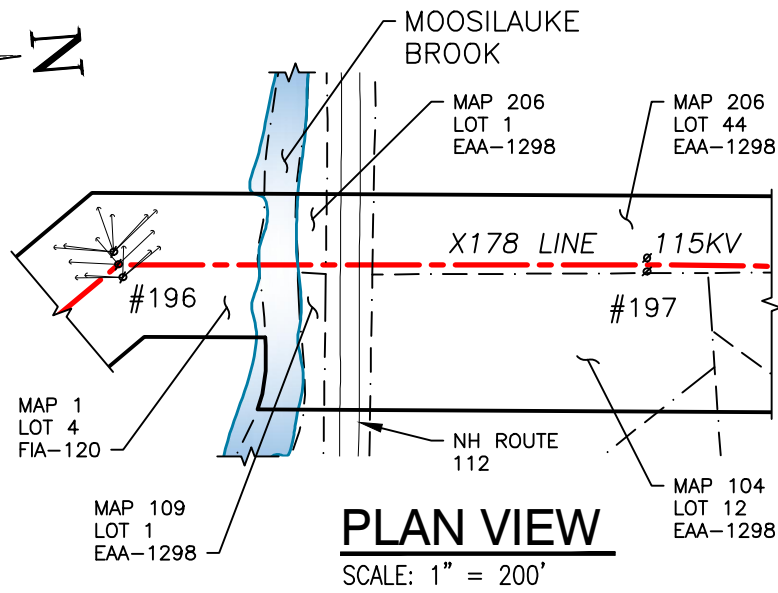 N
MOOSILAUKE
BROOK
MAP 206
LOT 1
EAA-1298
MAP 206
LOT 44
EAA-1298
X178 LINE 115KV
#196
#197
MAP 1
LOT 4
FIA-120
NH ROUTE
112
MAP 109
LOT 1
EAA-1298
MAP 104
LOT 12
EAA-1298
PLAN VIEW
SCALE: 1" = 200'